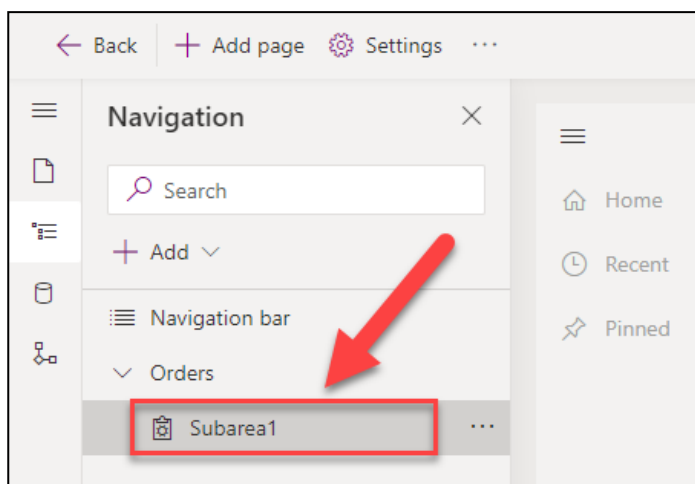 Back Add page Settings ...
Navigation
Search
Add
Navigation bar
Orders
Subarea1 ...
Home
Recent
Pinned